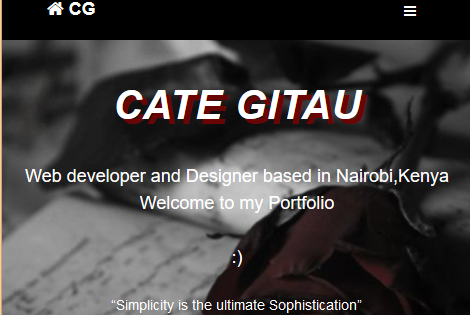 CG
CATE GITAU
Web developer and Designer based in Nairobi,Kenya
Welcome to my Portfolio
:)
“Simplicity is the ultimate Sophistication”